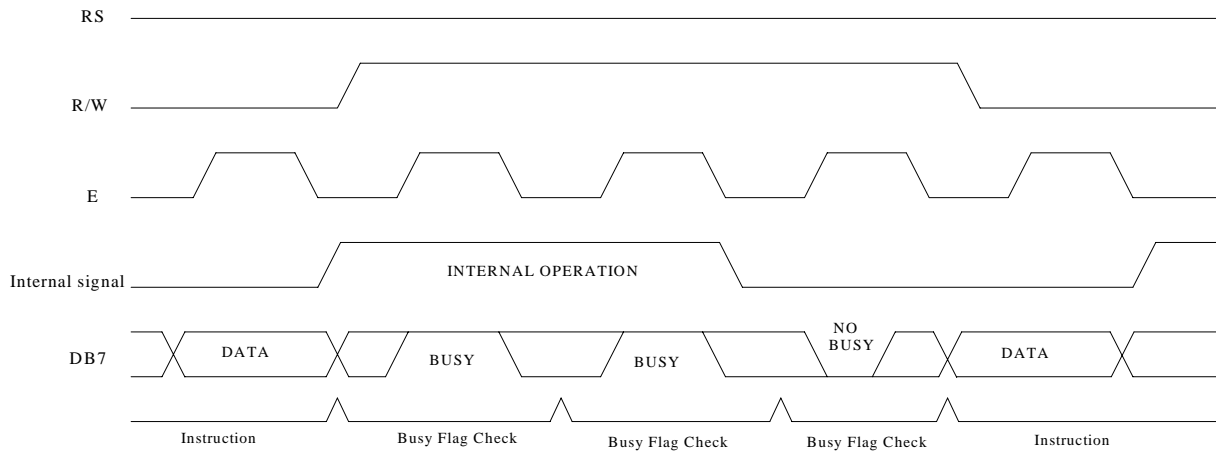 RS
R/W
E
Internal signal
INTERNAL OPERATION
DB7
DATA
BUSY
BUSY
NO
BUSY
DATA
Instruction
Busy Flag Check
Busy Flag Check
Busy Flag Check
Instruction